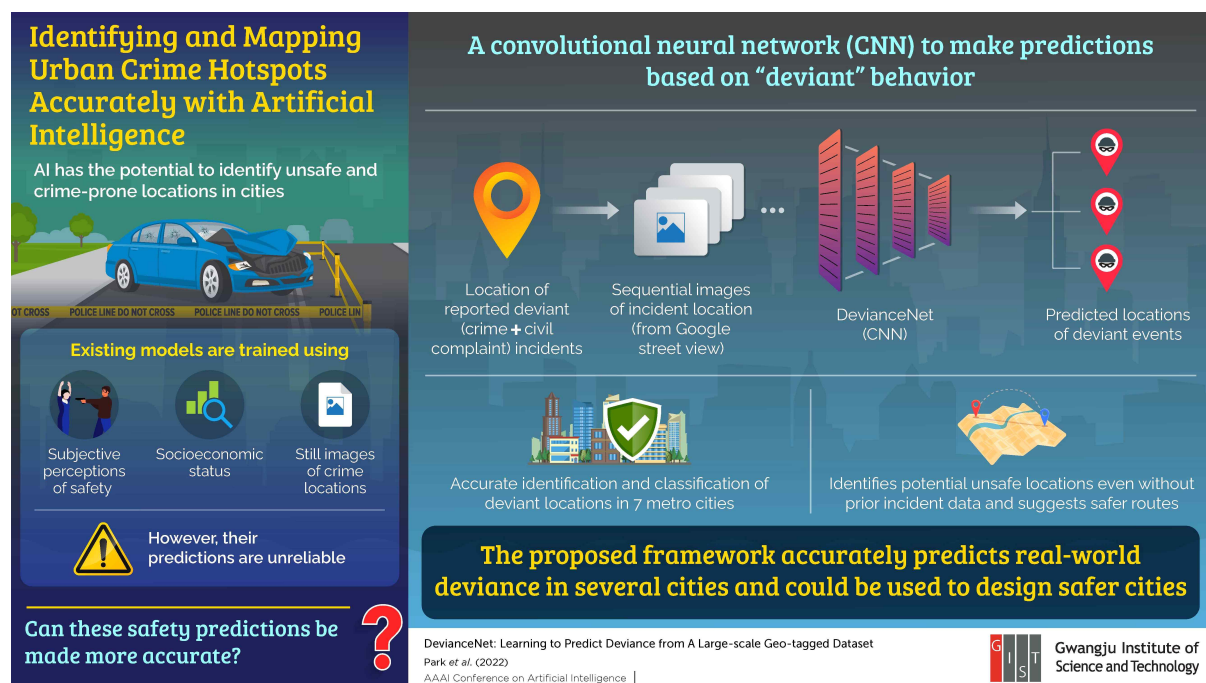 Identifying and Mapping
Urban Crime Hotspots
Accurately with Artificial
Intelligence
AI has the potential to identify unsafe and
crime-prone locations in cities
OT CROSS POLICE LINE DO NOT CROSS POLICE LINE DO NOT CROSS POLICE LIN
Existing models are trained using
Subjective
perceptions
of safety
Socioeconomic
status
Still images
of crime
locations
However, their
predictions are unreliable
Can these safety predictions be
made more accurate?
?
A convolutional neural network (CNN) to make predictions
based on “deviant” behavior
Location of
reported deviant
(crime + civil
complaint) incidents
Sequential images
of incident location
(from Google
street view)
...
DevianceNet
(CNN)
Predicted locations
of deviant events
Accurate identification and classification of
deviant locations in 7 metro cities
Identifies potential unsafe locations even without
prior incident data and suggests safer routes
The proposed framework accurately predicts real-world
deviance in several cities and could be used to design safer cities
DevianceNet: Learning to Predict Deviance from A Large-scale Geo-tagged Dataset
Park et al. (2022)
AAAI Conference on Artificial Intelligence |
GIST
Gwangju Institute of
Science and Technology